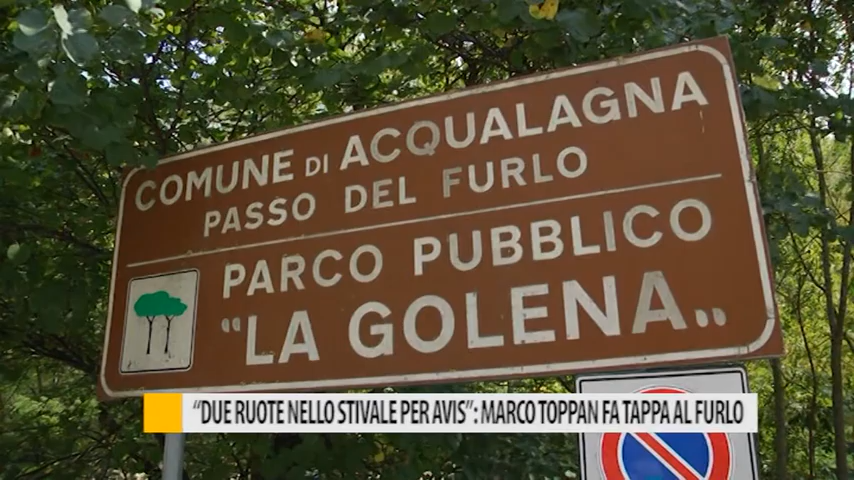 COMUNE DI ACQUALAGNA
PASSO DEL FURLO
PARCO PUBBLICO
"LA GOLENA"
"DUE RUOTE NELLO STIVALE PER AVIS": MARCO TOPPAN FA TAPPA AL FURLO